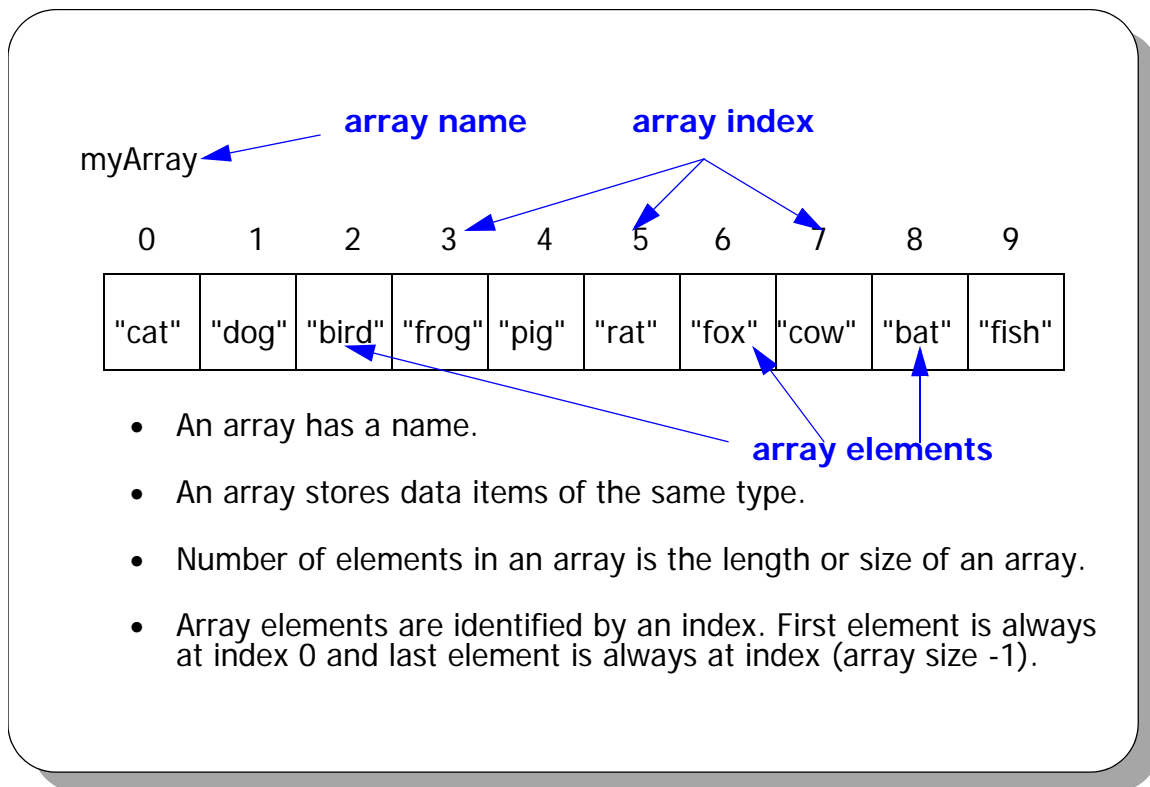 array name array index
myArray
0 1 2 3 4 5 6 7 8 9
"cat" "dog" "bird" "frog" "pig" "rat" "fox" "cow" "bat" "fish"
• An array has a name.
array elements
• An array stores data items of the same type.
• Number of elements in an array is the length or size of an array.
• Array elements are identified by an index. First element is always
at index 0 and last element is always at index (array size -1).